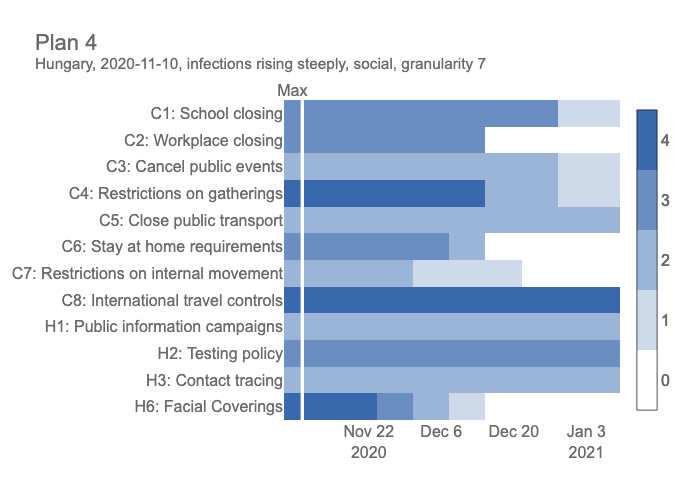 Plan 4
Hungary, 2020-11-10, infections rising steeply, social, granularity 7
Max
C1: School closing
C2: Workplace closing
C3: Cancel public events
C4: Restrictions on gatherings
C5: Close public transport
C6: Stay at home requirements
C7: Restrictions on internal movement
C8: International travel controls
H1: Public information campaigns
H2: Testing policy
H3: Contact tracing
H6: Facial Coverings
Nov 22 Dec 6 Dec 20 Jan 3
2020 2021
4
3
2
1
0